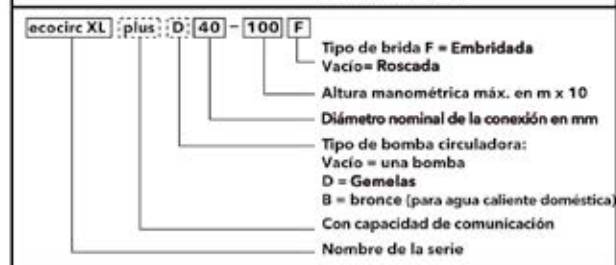 ecocirc XL plus D 40 - 100 F
Tipo de brida F = Embridada
Vacío= Roscada
Altura manométrica máx. en m x 10
Diámetro nominal de la conexión en mm
Tipo de bomba circuladora:
Vacío = una bomba
D = Gemelas
B = bronce (para agua caliente doméstica)
Con capacidad de comunicación
Nombre de la serie